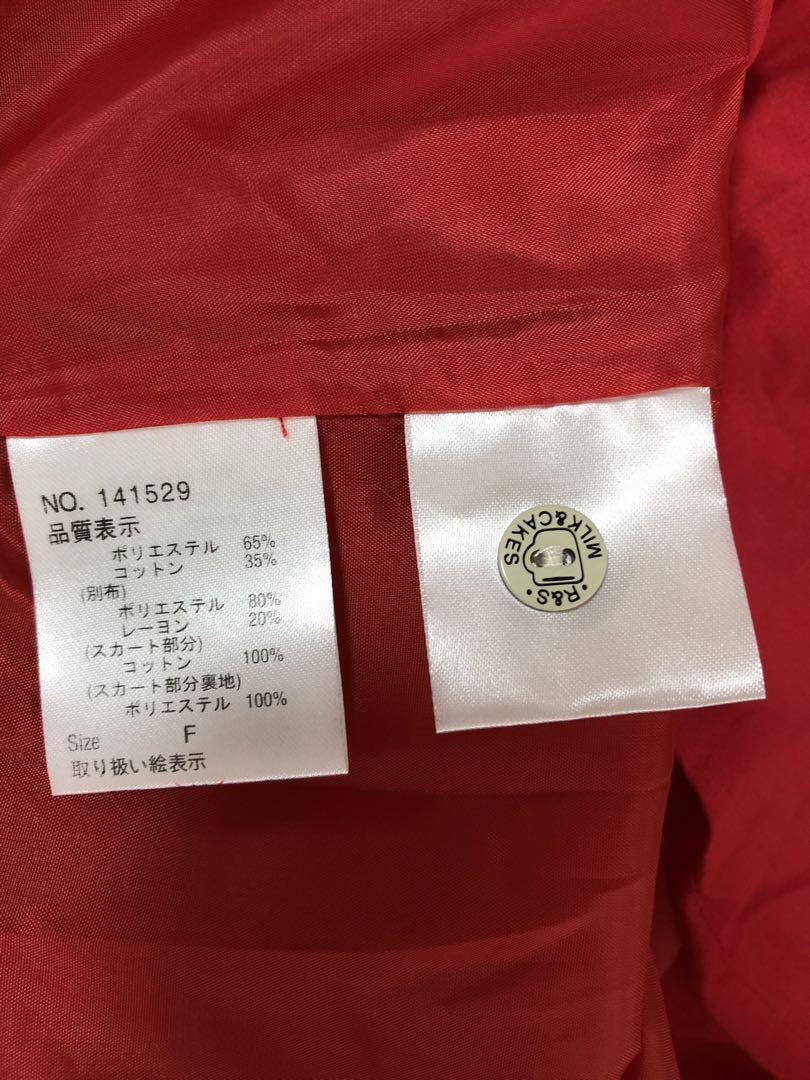 NO. 141529
品質表示
ポリエステル 65%
コットン 35%
(別布)
ポリエステル 80%
レーヨン 20%
(スカート部分)
コットン 100%
(スカート部分裏地)
ポリエステル 100%
Size F
取り扱い絵表示
MILK&CAKES
・R&S・